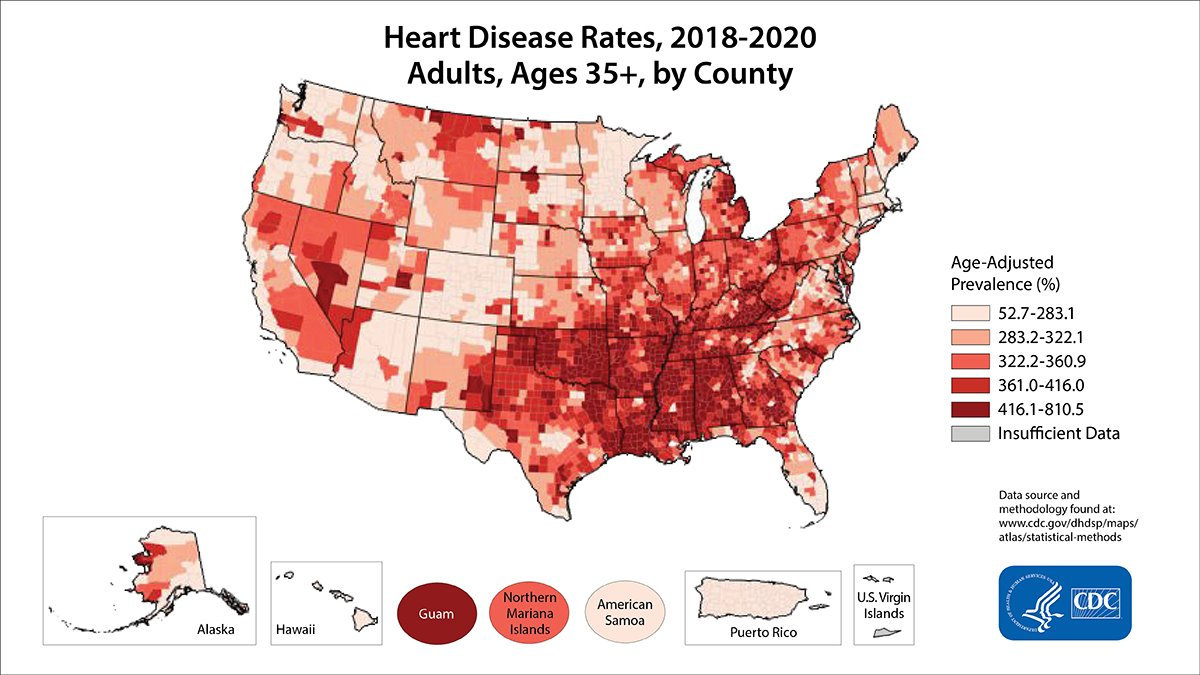 Heart Disease Rates, 2018-2020
Adults, Ages 35+, by County
Age-Adjusted
Prevalence (%)
52.7-283.1
283.2-322.1
322.2-360.9
361.0-416.0
416.1-810.5
Insufficient Data
Data source and
methodology found at:
www.cdc.gov/dhdsp/maps/
atlas/statistical-methods
Alaska
Hawaii
Guam
Northern
Mariana
Islands
American
Samoa
Puerto Rico
U.S. Virgin
Islands
CDC